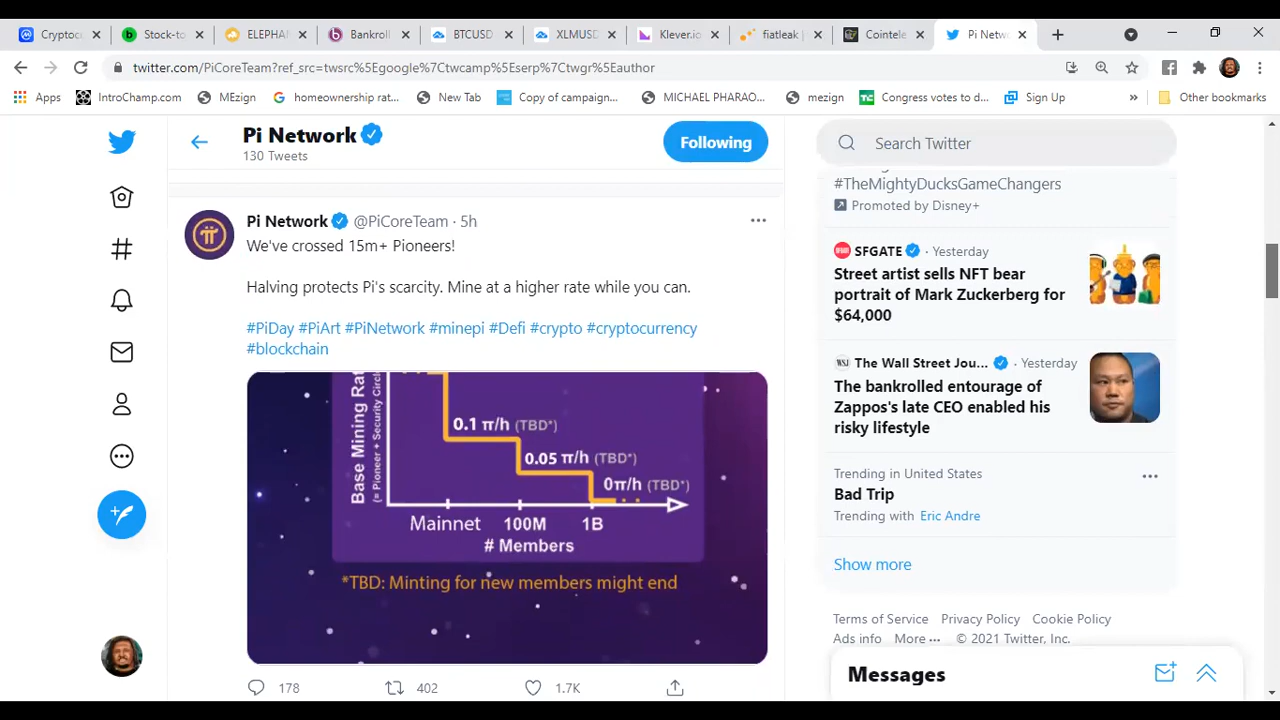 Cryptoc
Stock-to
ELEPHAN
Bankroll
BTCUSD
XLMUSD
Klever.io
fiatleak
Cointele
Pi Netwo
twitter.com/PiCoreTeam?ref_src=twsrc%5Egoogle%7Ctwcamp%5Eserp%7Ctwgr%5Eauthor
Apps
IntroChamp.com
MEzign
homeownership rat...
New Tab
Copy of campaign...
MICHAEL PHARAO...
mezign
Congress votes to d...
Sign Up
»
Other bookmarks
Pi Network
130 Tweets
Following
Pi Network @PiCoreTeam · 5h
We've crossed 15m+ Pioneers!
Halving protects Pi's scarcity. Mine at a higher rate while you can.
#PiDay #PiArt #PiNetwork #minepi #Defi #crypto #cryptocurrency
#blockchain
Base Mining Rat
(= Pioneer + Security Circle
0.1 π/h (TBD*)
0.05 π/h (TBD*)
0π/h (TBD*)
Mainnet 100M 1B
# Members
*TBD: Minting for new members might end
178
402
1.7K
Search Twitter
#TheMightyDucksGameChangers
Promoted by Disney+
SFGATE · Yesterday
Street artist sells NFT bear
portrait of Mark Zuckerberg for
$64,000
WSJ The Wall Street Jou... · Yesterday
The bankrolled entourage of
Zappos's late CEO enabled his
risky lifestyle
Trending in United States
Bad Trip
Trending with Eric Andre
Show more
Terms of Service Privacy Policy Cookie Policy
Ads info More ··· © 2021 Twitter, Inc.
Messages